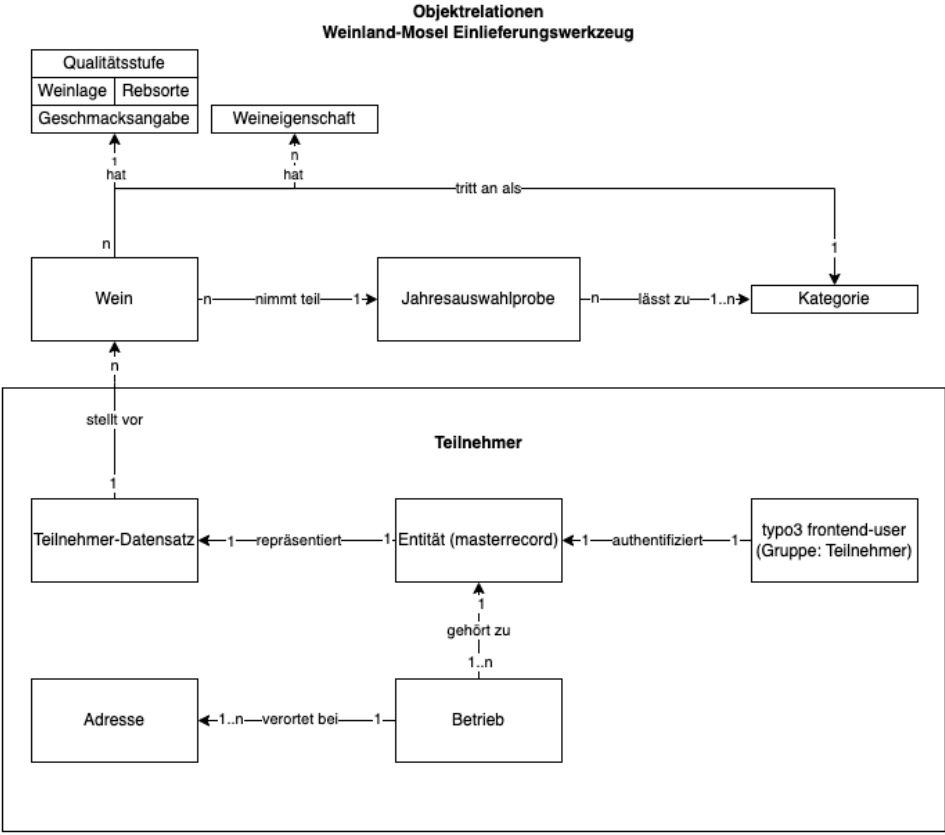 Objektrelationen
Weinland-Mosel Einlieferungswerkzeug
Qualitätsstufe
Weinlage Rebsorte
Geschmacksangabe
Weineigenschaft
1
hat
n
hat
tritt an als
n
1
Wein
n nimmt teil 1
Jahresauswahlprobe
n lässt zu 1..n
Kategorie
n
stellt vor
Teilnehmer
1
Teilnehmer-Datensatz
1 repräsentiert 1
Entität (masterrecord)
1 authentifiziert 1
typo3 frontend-user
(Gruppe: Teilnehmer)
1
gehört zu
1..n
Adresse
1..n verortet bei 1
Betrieb